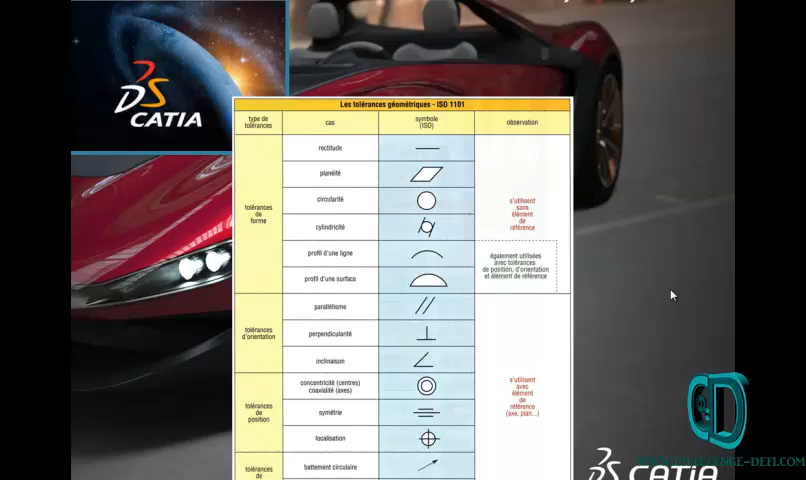 CATIA
Les tolérances géométriques - ISO 1101
type de
tolérances
cas
symbole
(ISO)
observation
tolérances
de
forme
rectitude
planéité
circularité
cylindricité
profil d'une ligne
profil d'une surface
s'utilisent
sans
élément
de
référence
également utilisées
avec tolérances
de position, d'orientation
et élément de référence
tolérances
d'orientation
parallélisme
perpendicularité
inclinaison
tolérances
de
position
concentricité (centres)
coaxialité (axes)
symétrie
localisation
s'utilisent
avec
élément
de
référence
(axe, plan...)
tolérances
de
battement circulaire
CATIA